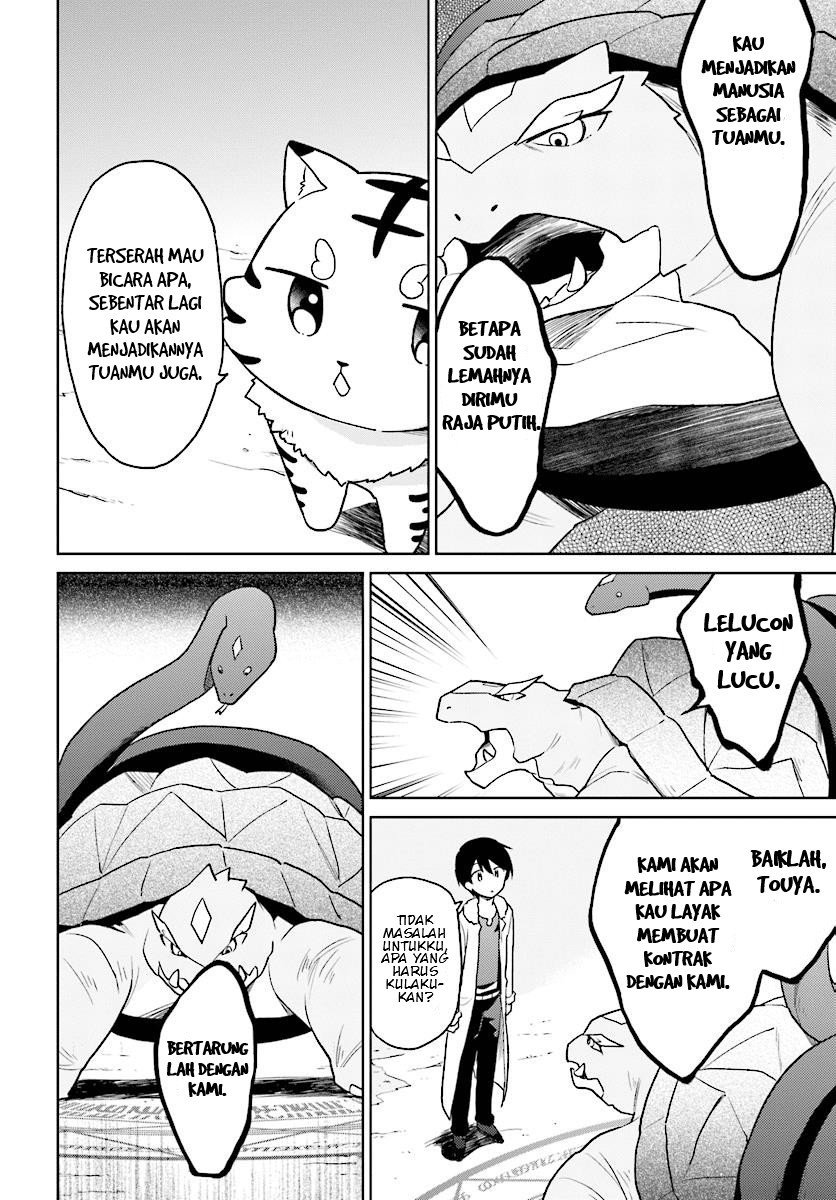 KAU
MENJADIKAN
MANUSIA
SEBAGAI
TUANMU.
BETAPA
SUDAH
LEMAHNYA
DIRIMU
RAJA PUTIH.
TERSERAH MAU
BICARA APA,
SEBENTAR LAGI
KAU AKAN
MENJADIKANNYA
TUANMU JUGA.
LELUCON
YANG
LUCU.
BAIKLAH,
TOUYA.
KAMI AKAN
MELIHAT APA
KAU LAYAK
MEMBUAT
KONTRAK
DENGAN KAMI.
TIDAK
MASALAH
UNTUKKU,
APA YANG
HARUS
KULAKU-
KAN?
BERTARUNG
LAH DENGAN
KAMI.